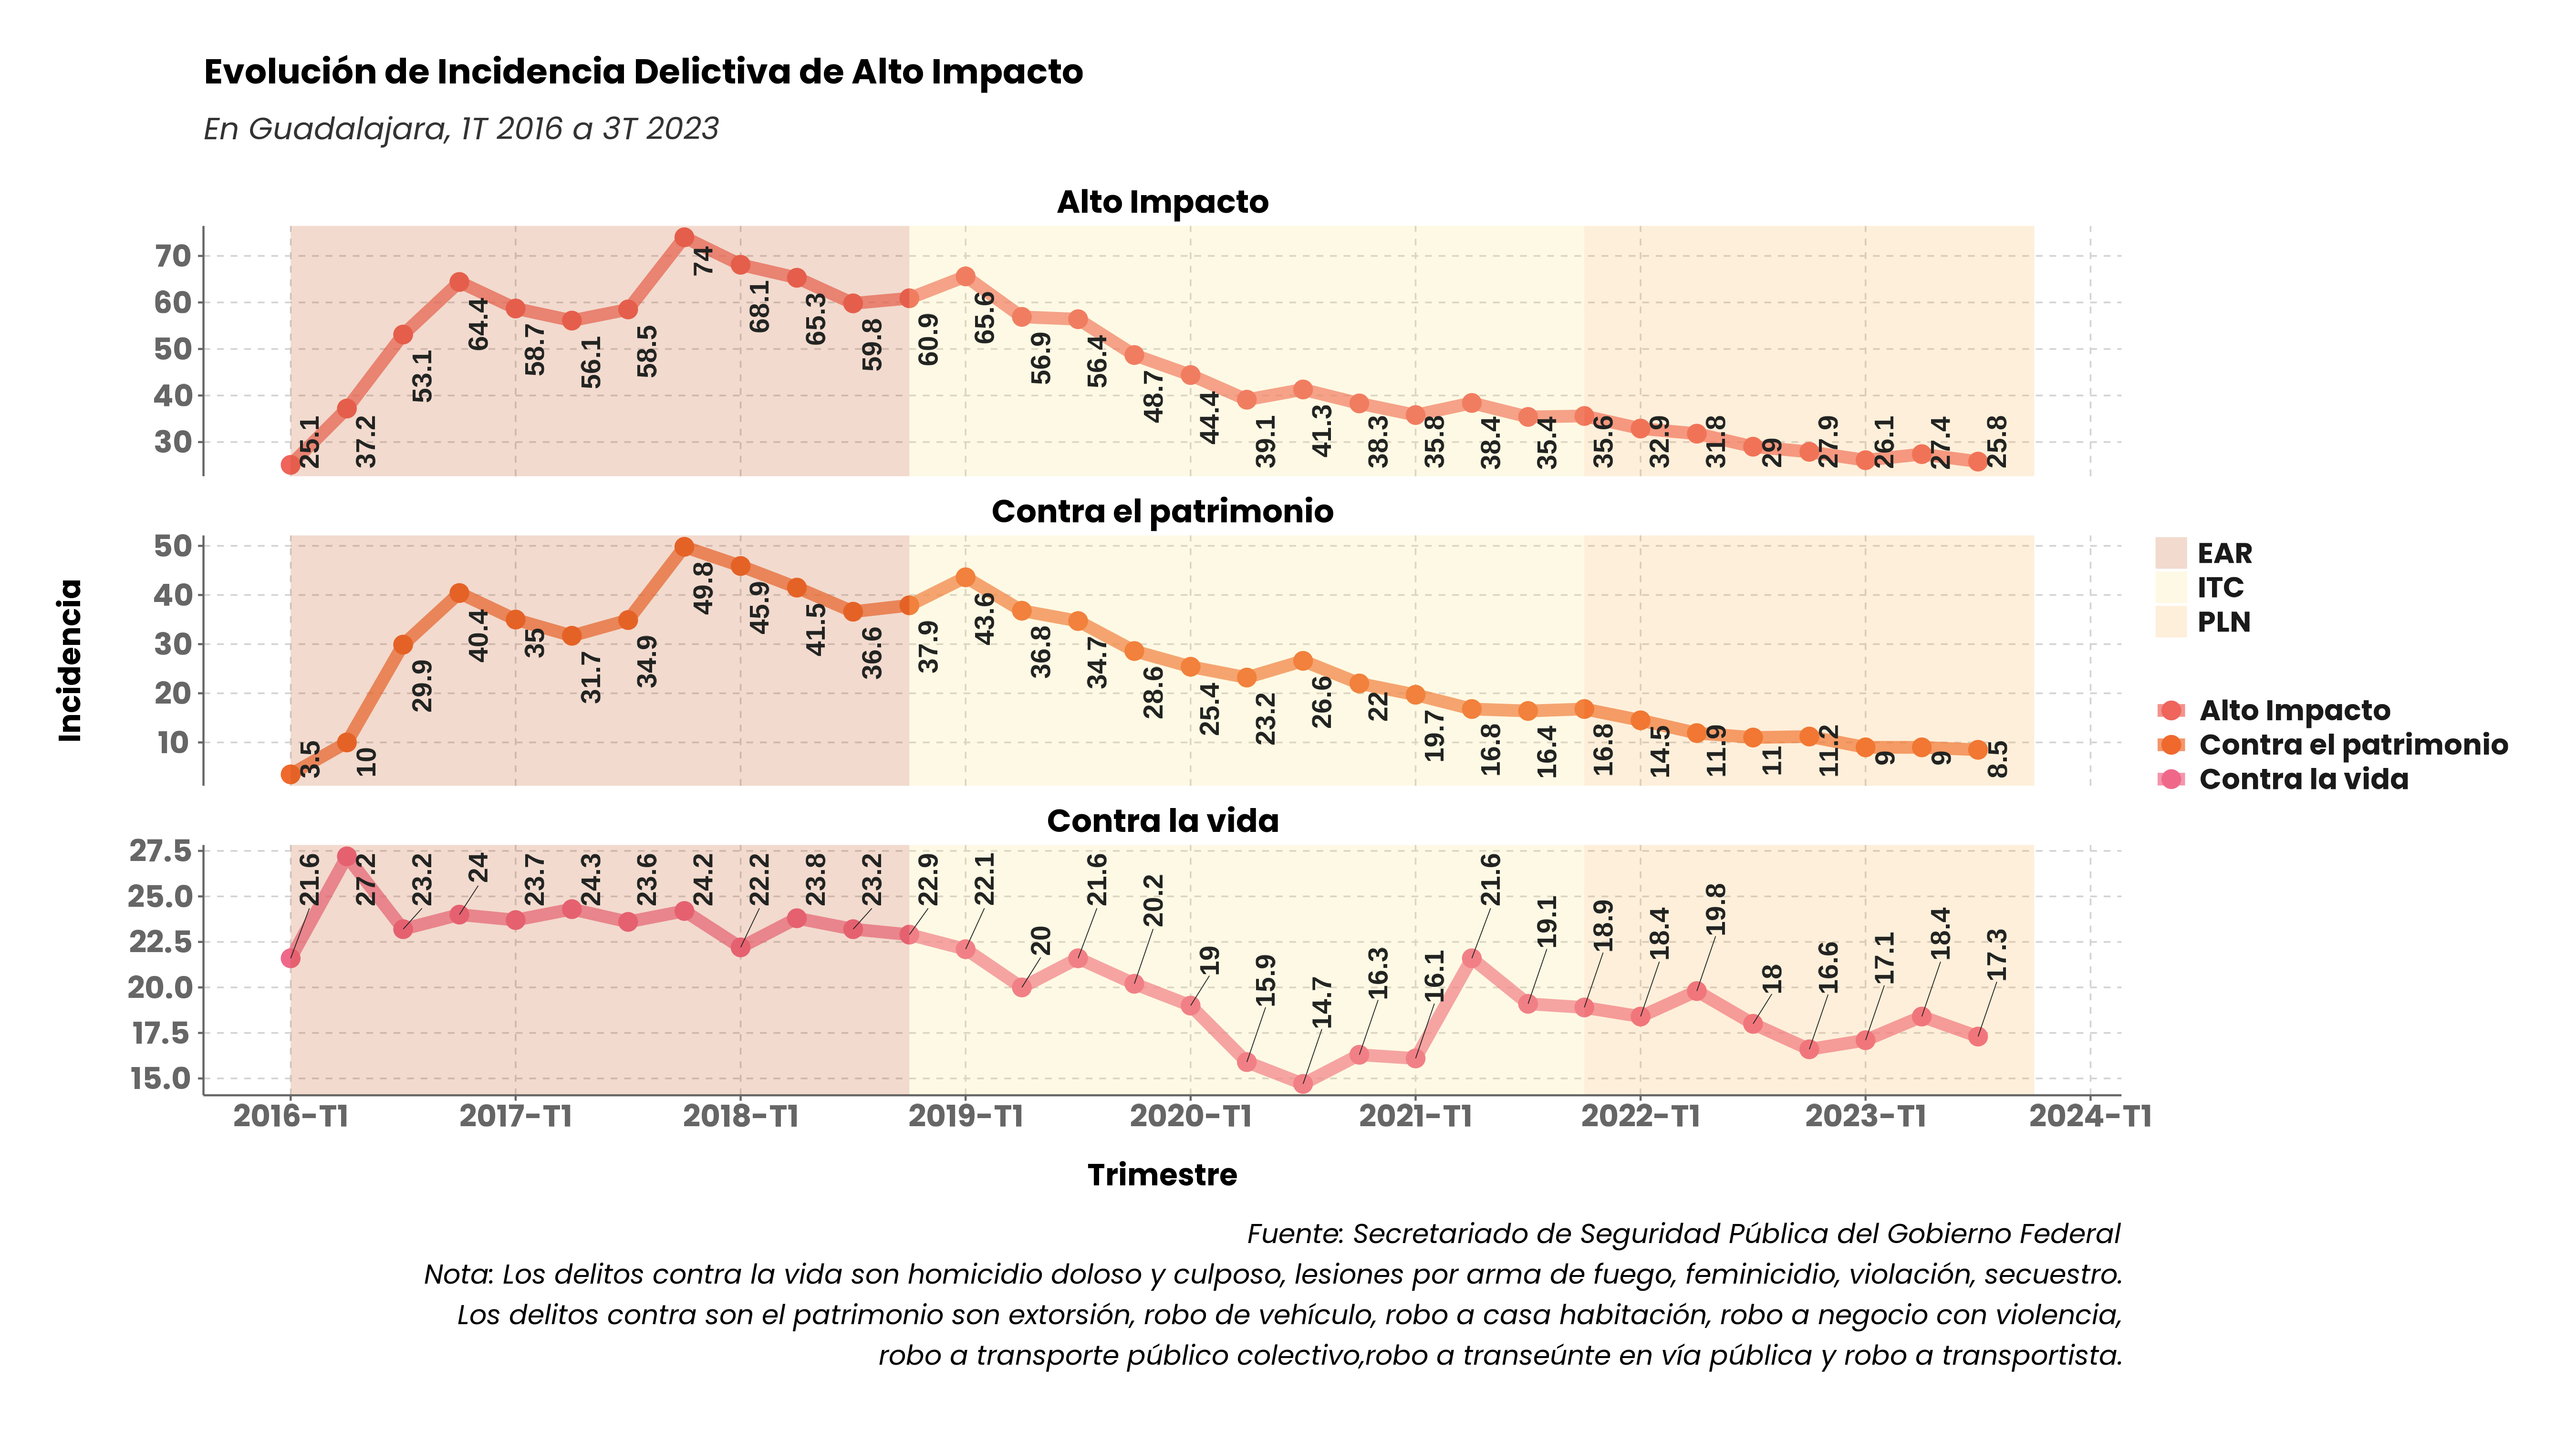 Evolución de Incidencia Delictiva de Alto Impacto
En Guadalajara, 1T 2016 a 3T 2023
Alto Impacto
70
60
50
40
30
25.1 37.2 53.1 64.4 58.7 56.1 58.5 74 68.1 65.3 59.8 60.9 65.6 56.9 56.4 48.7 44.4 39.1 41.3 38.3 35.8 38.4 35.4 35.6 32.9 31.8 29 27.9 26.1 27.4 25.8
Contra el patrimonio
50
40
30
20
10
3.5 10 29.9 40.4 35 31.7 34.9 49.8 45.9 41.5 36.6 37.9 43.6 36.8 34.7 28.6 25.4 23.2 26.6 22 19.7 16.8 16.4 16.8 14.5 11.9 11 11.2 9 9 8.5
Contra la vida
27.5
25.0
22.5
20.0
17.5
15.0
21.6 27.2 23.2 24 23.7 24.3 23.6 24.2 22.2 23.8 23.2 22.9 22.1 20 21.6 20.2 19 15.9 14.7 16.3 16.1 21.6 19.1 18.9 18.4 19.8 18 16.6 17.1 18.4 17.3
2016-T1 2017-T1 2018-T1 2019-T1 2020-T1 2021-T1 2022-T1 2023-T1 2024-T1
Incidencia
Trimestre
EAR
ITC
PLN
Alto Impacto
Contra el patrimonio
Contra la vida
Fuente: Secretariado de Seguridad Pública del Gobierno Federal
Nota: Los delitos contra la vida son homicidio doloso y culposo, lesiones por arma de fuego, feminicidio, violación, secuestro.
Los delitos contra son el patrimonio son extorsión, robo de vehículo, robo a casa habitación, robo a negocio con violencia,
robo a transporte público colectivo,robo a transeúnte en vía pública y robo a transportista.